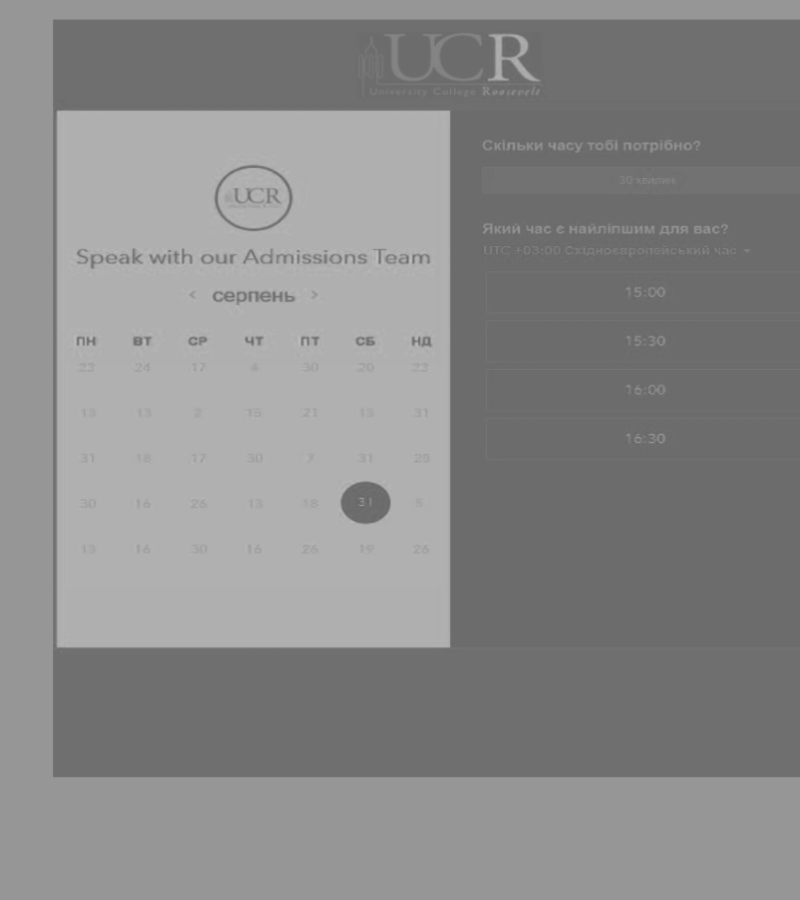 UCR
University College Roosevelt
UCR
Speak with our Admissions Team
< серпень >
ПН ВТ СР ЧТ ПТ СБ НД
23 24 17 4 30 20 23
13 13 2 15 21 13 31
31 18 17 30 7 31 28
30 16 26 13 18 31 5
13 16 30 16 26 19 26
Скільки часу тобі потрібно?
30 хвилин
Який час є найліпшим для вас?
UTC +03:00 Східноєвропейський час
15:00
15:30
16:00
16:30